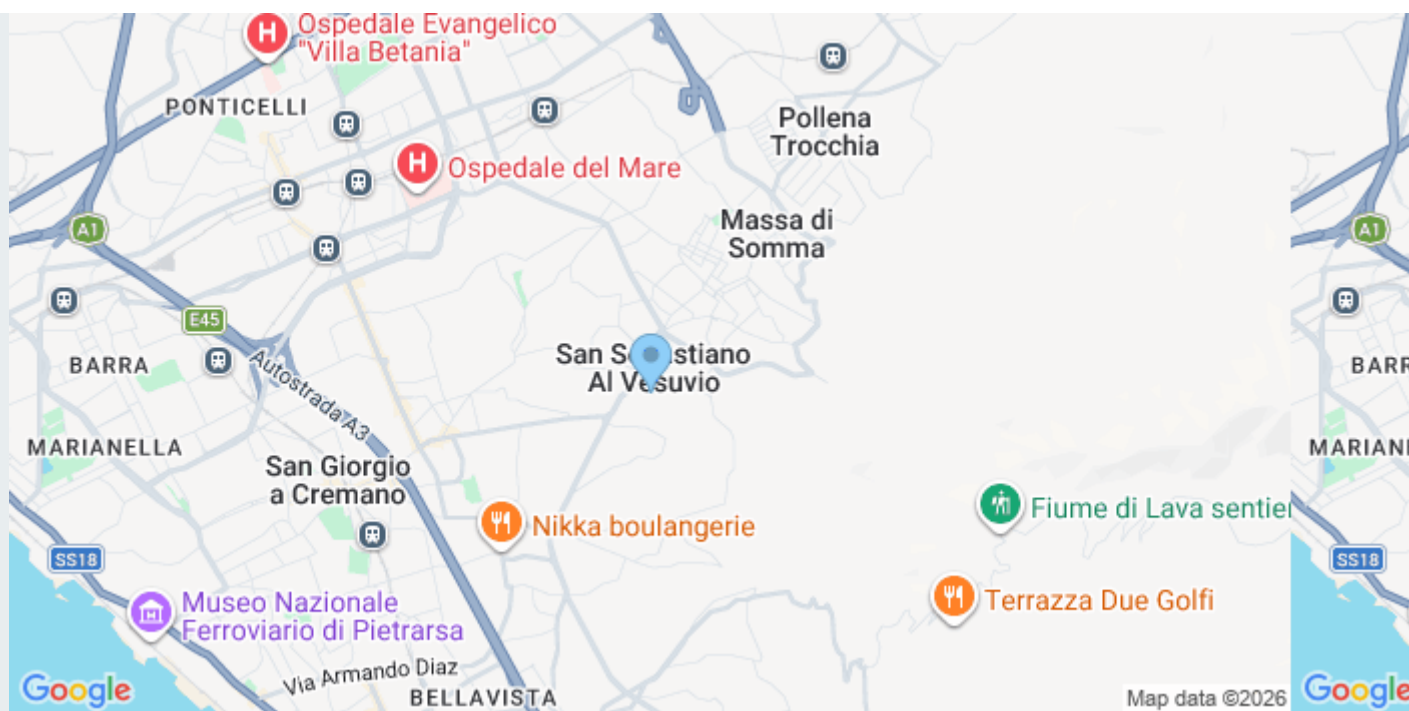 Ospedale Evangelico
"Villa Betania"
PONTICELLI
Pollena
Trocchia
Ospedale del Mare
Massa di
Somma
A1
A1
E45
San Sebastiano
Al Vesuvio
BARRA
BARR
Autostrada A3
MARIANELLA
MARIANI
San Giorgio
a Cremano
Fiume di Lava sentier
Nikka boulangerie
SS18
SS18
Terrazza Due Golfi
Museo Nazionale
Ferroviario di Pietrarsa
Via Armando Diaz
BELLAVISTA
Google
Map data ©2026
Google